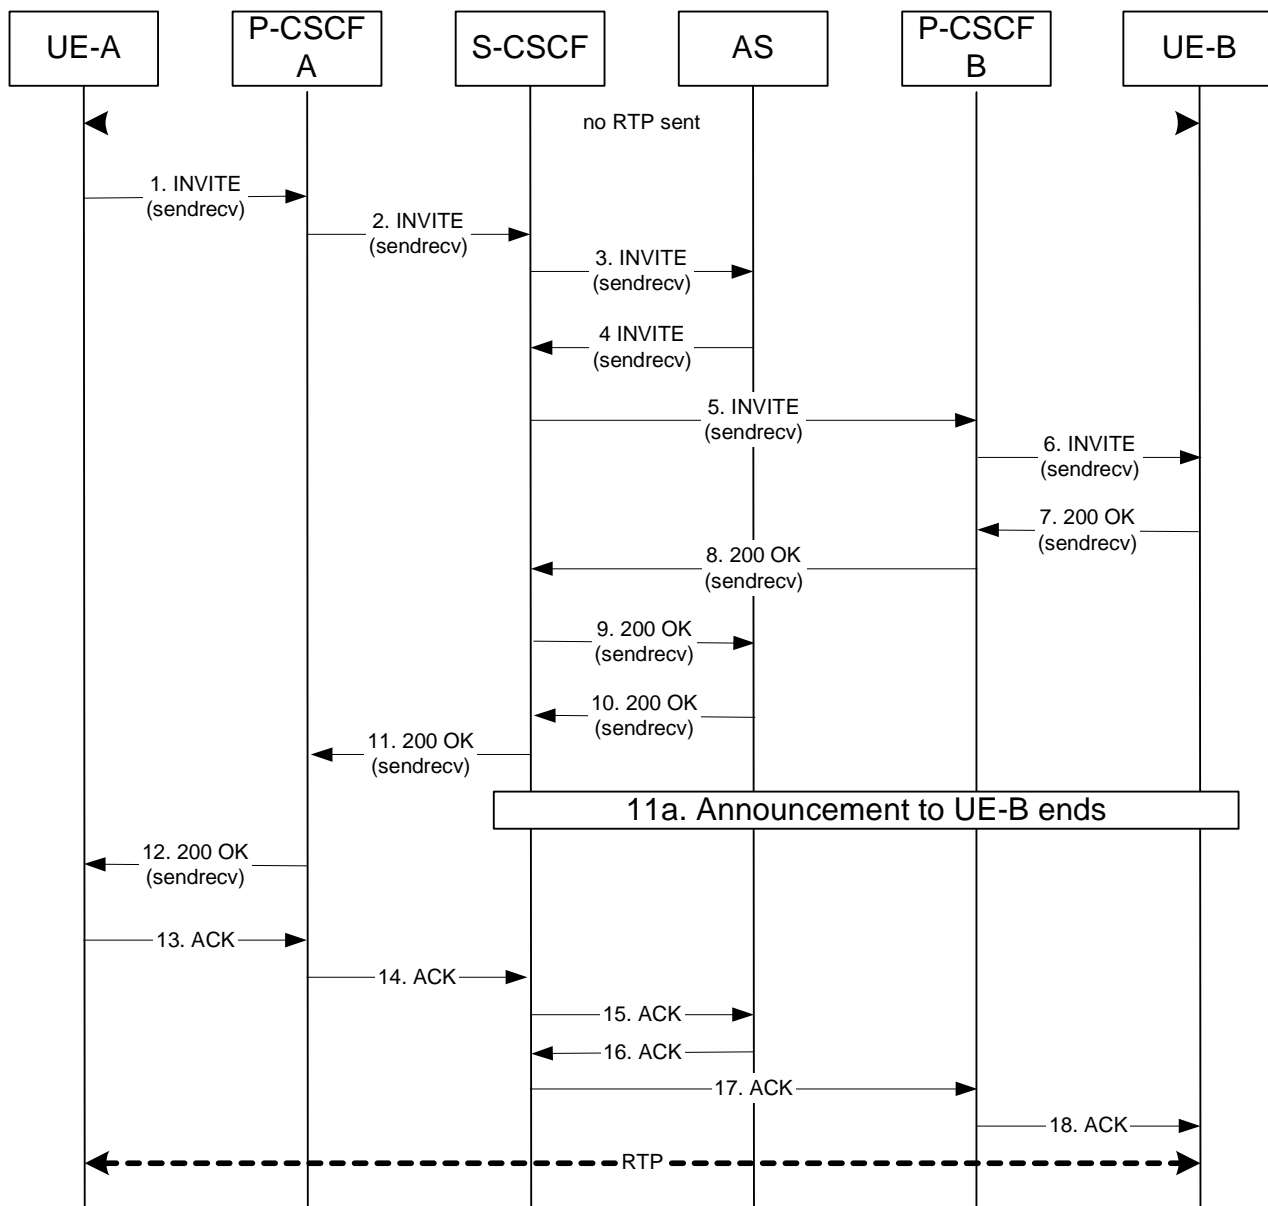 UE-A
P-CSCF
A
S-CSCF
AS
P-CSCF
B
UE-B
no RTP sent
1. INVITE
(sendrecv)
2. INVITE
(sendrecv)
3. INVITE
(sendrecv)
4 INVITE
(sendrecv)
5. INVITE
(sendrecv)
6. INVITE
(sendrecv)
7. 200 OK
(sendrecv)
8. 200 OK
(sendrecv)
9. 200 OK
(sendrecv)
10. 200 OK
(sendrecv)
11. 200 OK
(sendrecv)
11a. Announcement to UE-B ends
12. 200 OK
(sendrecv)
13. ACK
14. ACK
15. ACK
16. ACK
17. ACK
18. ACK
RTP